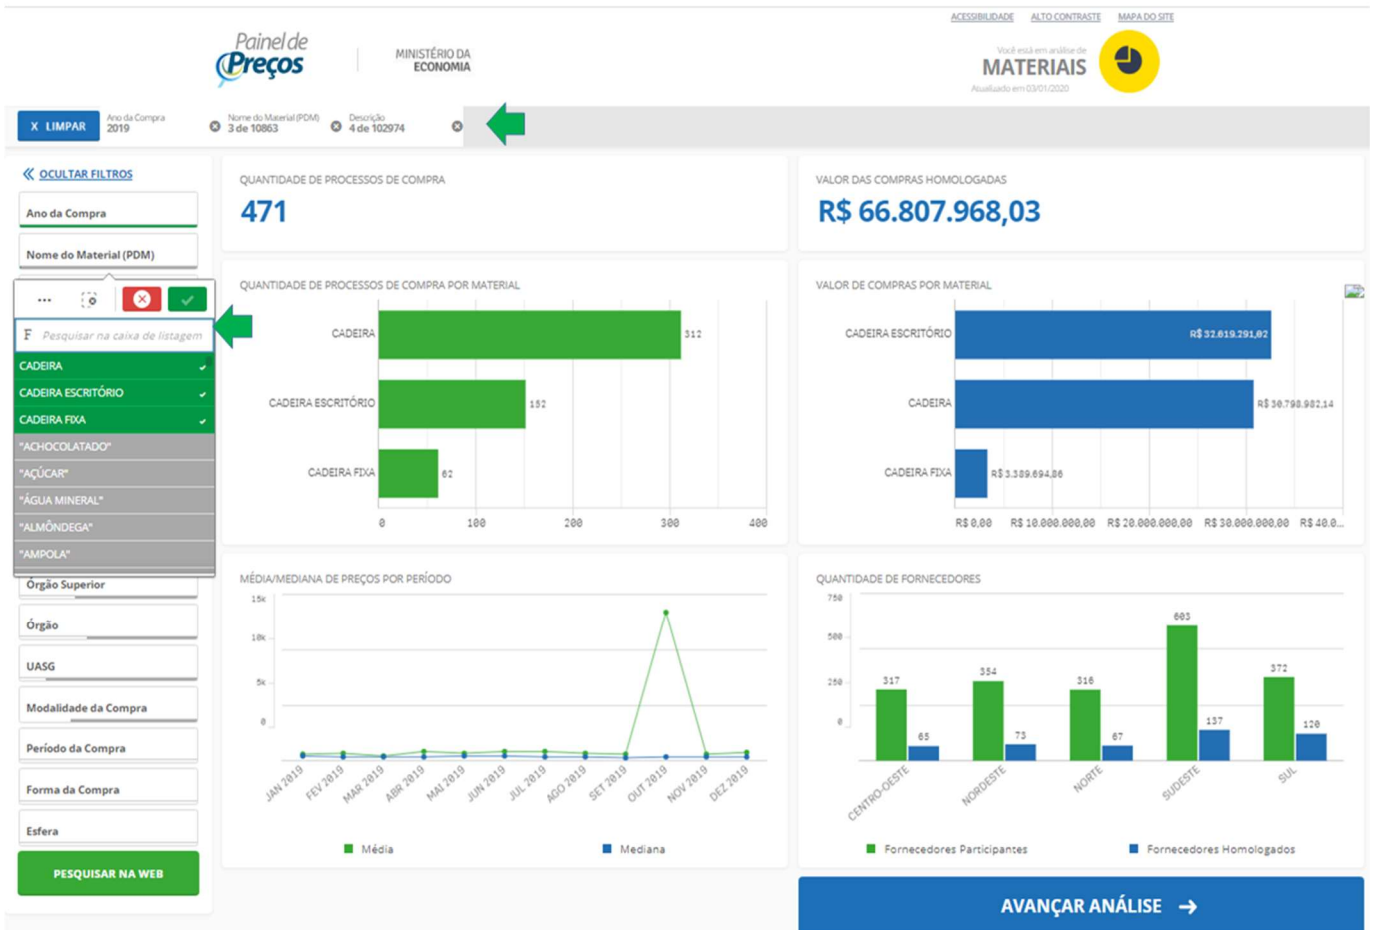 ACESSIBILIDADE ALTO CONTRASTE MAPA DO SITE
Painel de
Preços
MINISTÉRIO DA
ECONOMIA
Você está em análise de
MATERIAIS
Atualizado em 03/01/2020
X LIMPAR
Ano da Compra
2019
Nome do Material (PDM)
3 de 10863
Descrição
4 de 102974
OCULTAR FILTROS
Ano da Compra
Nome do Material (PDM)
F Pesquisar na caixa de listagem
CADEIRA
CADEIRA ESCRITÓRIO
CADEIRA FIXA
"ACHOCOLATADO"
"AÇÚCAR"
"ÁGUA MINERAL"
"ALMÔNDEGA"
"AMPOLA"
Órgão Superior
Órgão
UASG
Modalidade da Compra
Período da Compra
Forma da Compra
Esfera
PESQUISAR NA WEB
QUANTIDADE DE PROCESSOS DE COMPRA
471
VALOR DAS COMPRAS HOMOLOGADAS
R$ 66.807.968,03
QUANTIDADE DE PROCESSOS DE COMPRA POR MATERIAL
CADEIRA 312
CADEIRA ESCRITÓRIO 152
CADEIRA FIXA 62
0 100 200 300 400
VALOR DE COMPRAS POR MATERIAL
CADEIRA ESCRITÓRIO R$ 32.619.291,02
CADEIRA R$ 30.798.982,14
CADEIRA FIXA R$ 3.389.694,86
R$ 0,00 R$ 10.000.000,00 R$ 20.000.000,00 R$ 30.000.000,00 R$ 40.0...
MÉDIA/MEDIANA DE PREÇOS POR PERÍODO
15k
10k
5k
0
JAN 2019 FEV 2019 MAR 2019 ABR 2019 MAI 2019 JUN 2019 JUL 2019 AGO 2019 SET 2019 OUT 2019 NOV 2019 DEZ 2019
Média Mediana
QUANTIDADE DE FORNECEDORES
750
500
250
0
317 65 354 73 316 67 603 137 372 120
CENTRO-OESTE NORDESTE NORTE SUDESTE SUL
Fornecedores Participantes Fornecedores Homologados
AVANÇAR ANÁLISE →